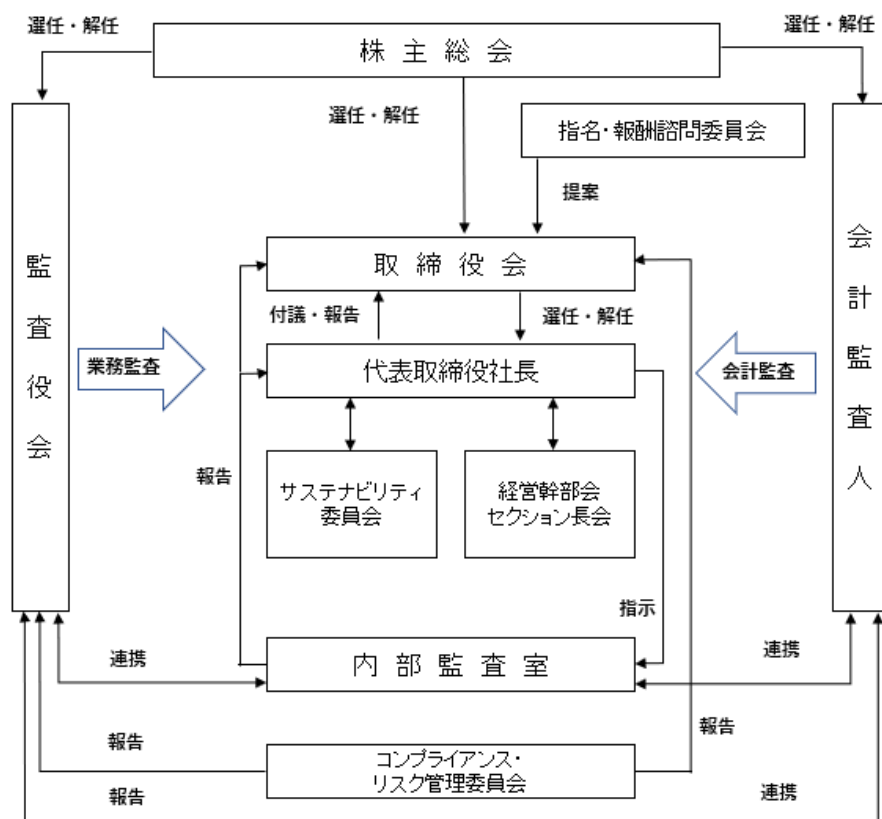 選任・解任
選任・解任
株主総会
選任・解任
指名・報酬諮問委員会
提案
監査役会
会計監査人
取締役会
付議・報告
選任・解任
業務監査
会計監査
代表取締役社長
報告
サステナビリティ
委員会
経営幹部会
セクション長会
指示
連携
内部監査室
連携
報告
報告
コンプライアンス・
リスク管理委員会
報告
連携